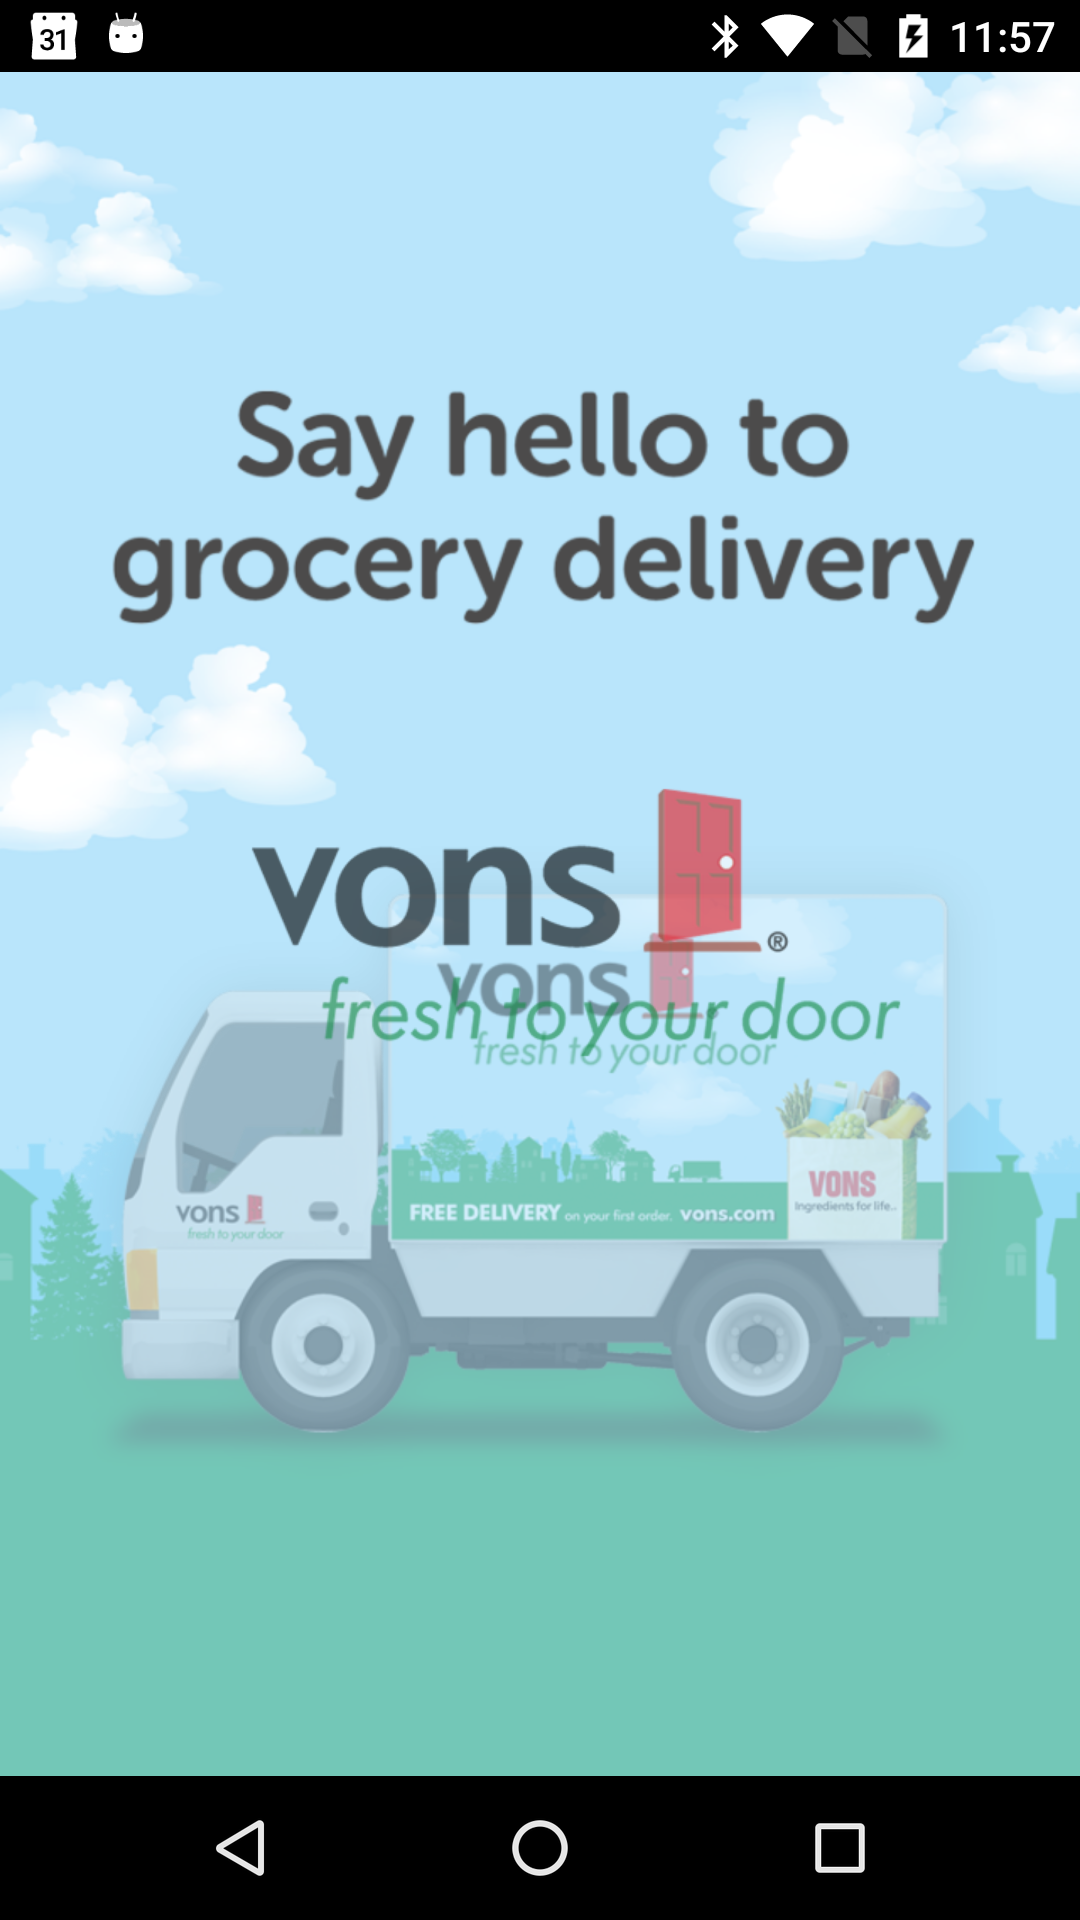 31
11:57
Say hello to
grocery delivery
vons®
vons
fresh to your door
fresh to your door
VONS
Ingredients for life..
vons
fresh to your door
FREE DELIVERY on your first order. vons.com